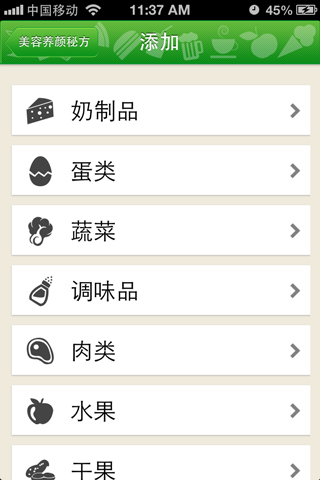 中国移动 11:37 AM 45%
美容养颜秘方 添加
奶制品
蛋类
蔬菜
调味品
肉类
水果
干果